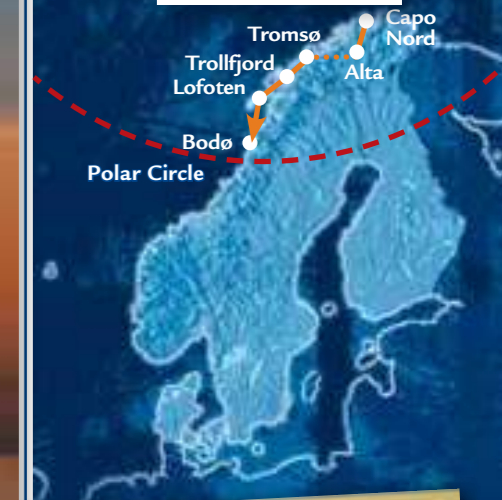 Capo
Nord
Tromsø
Trollfjord
Alta
Lofoten
Bodø
Polar Circle